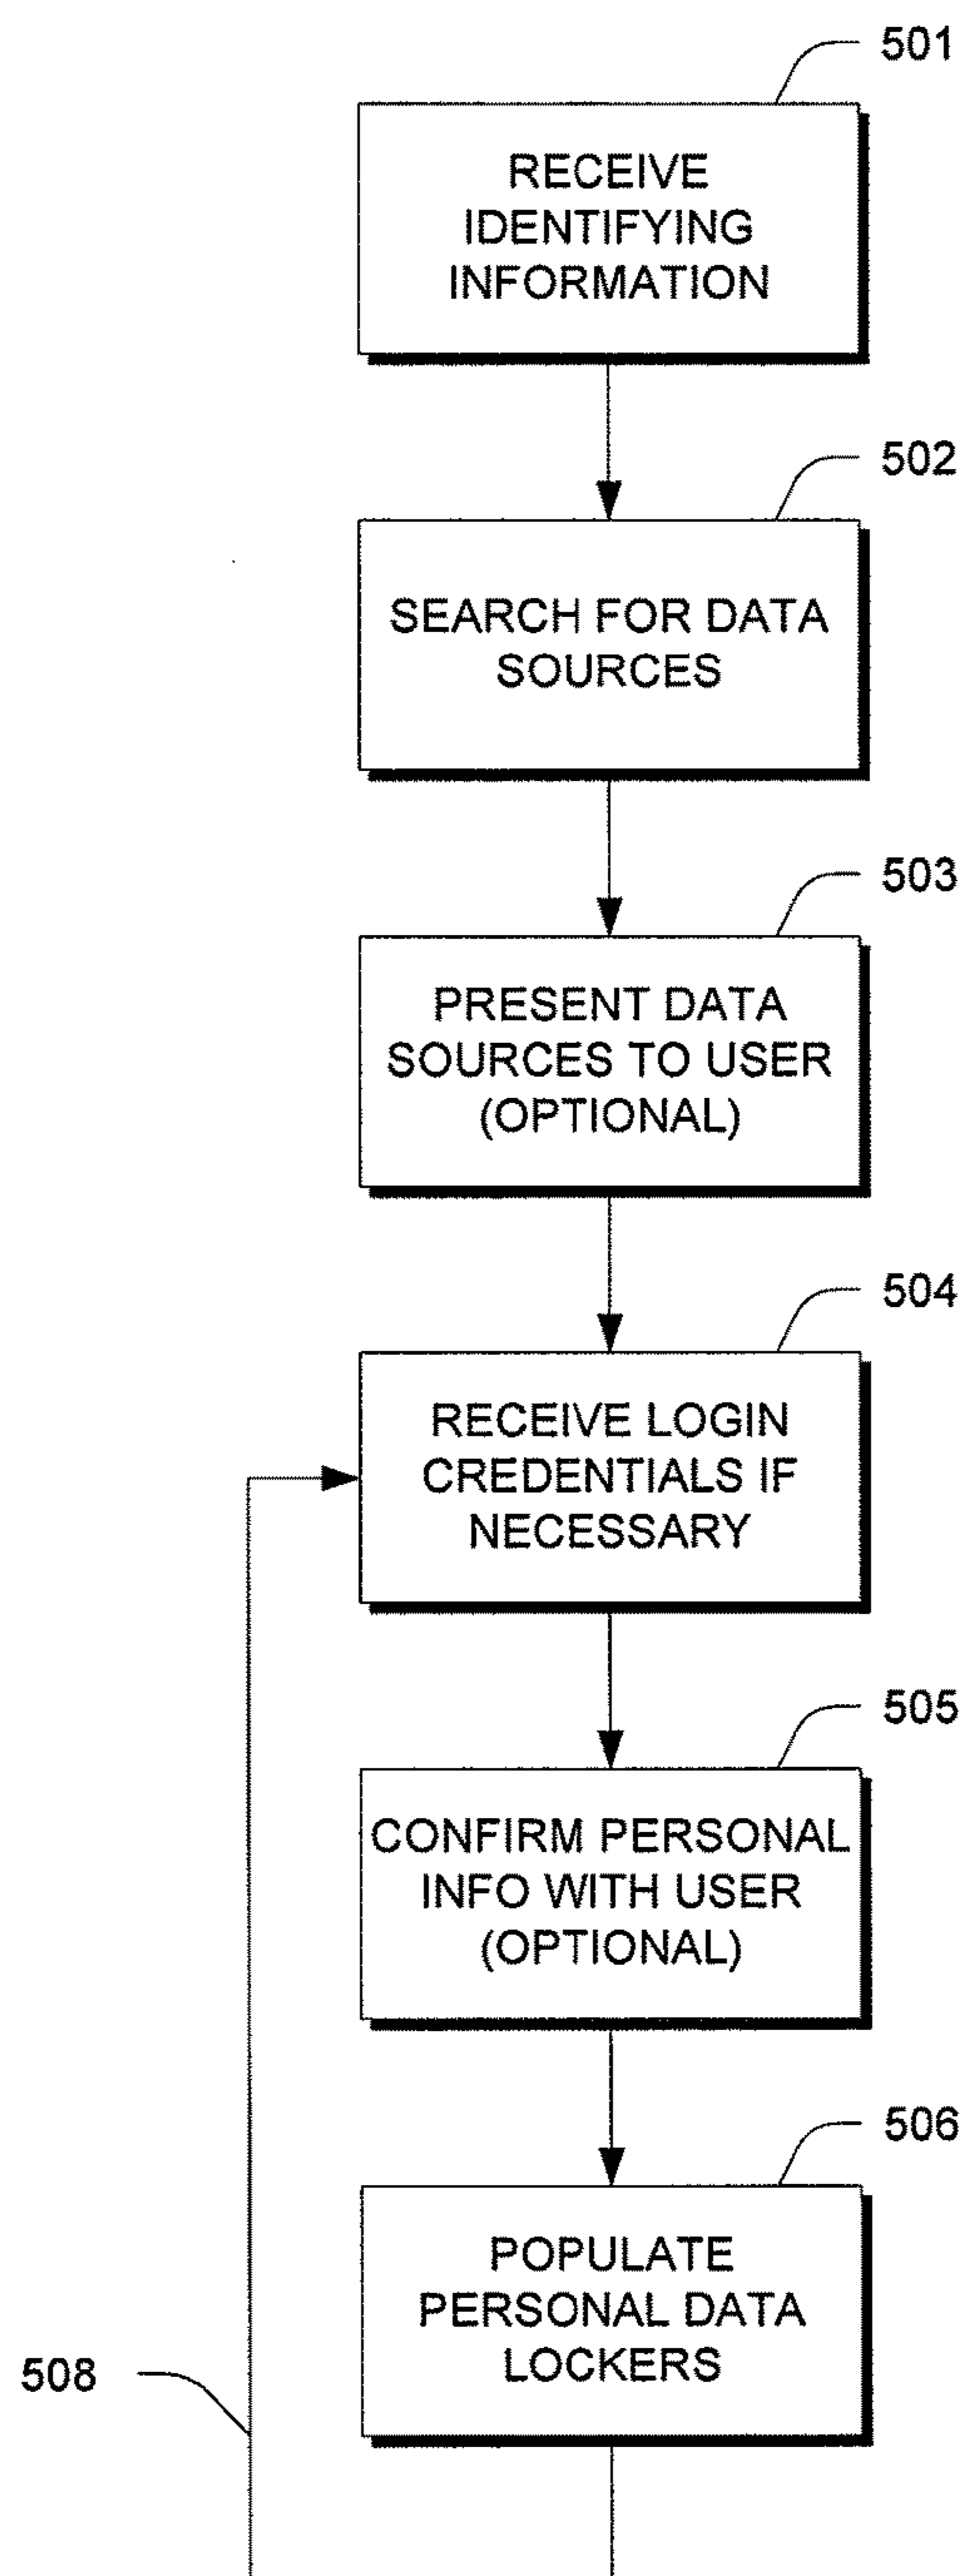 501
RECEIVE
IDENTIFYING
INFORMATION
502
SEARCH FOR DATA
SOURCES
503
PRESENT DATA
SOURCES TO USER
(OPTIONAL)
504
RECEIVE LOGIN
CREDENTIALS IF
NECESSARY
505
CONFIRM PERSONAL
INFO WITH USER
(OPTIONAL)
506
POPULATE
PERSONAL DATA
LOCKERS
508